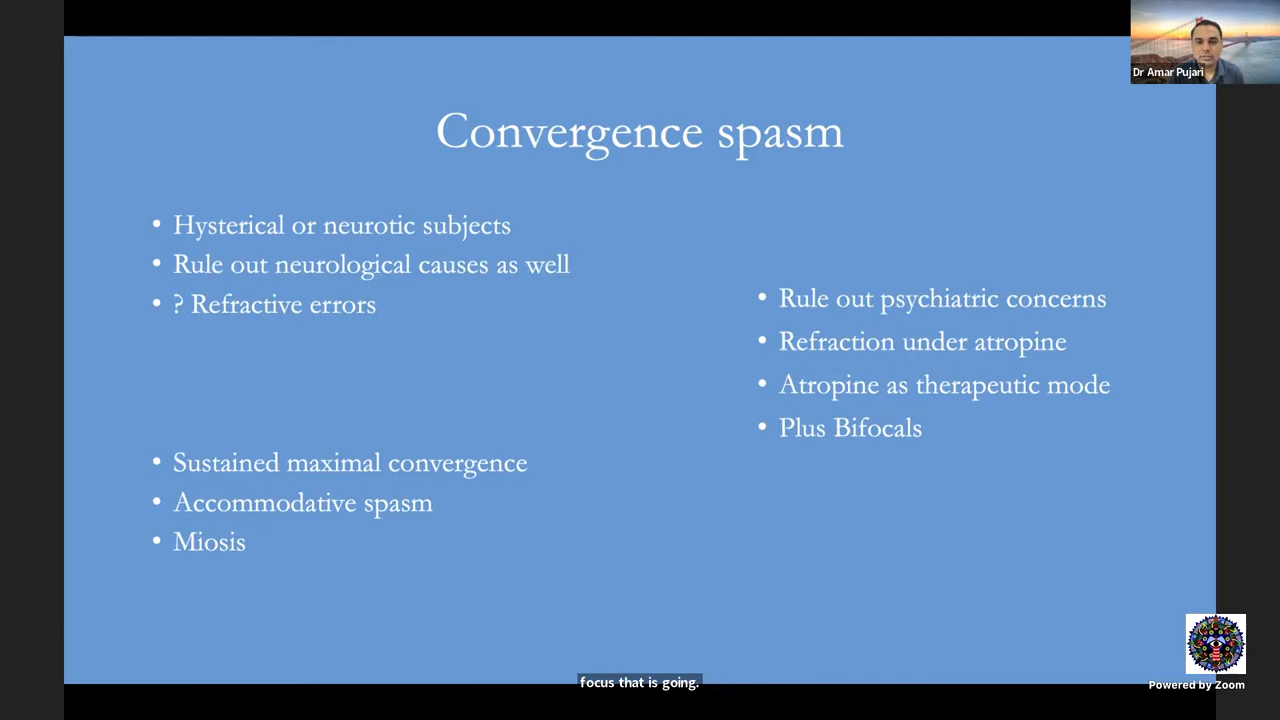 Dr Amar Pujari
Convergence spasm
• Hysterical or neurotic subjects
• Rule out neurological causes as well
• ? Refractive errors
• Sustained maximal convergence
• Accommodative spasm
• Miosis
• Rule out psychiatric concerns
• Refraction under atropine
• Atropine as therapeutic mode
• Plus Bifocals
focus that is going.
Powered by Zoom